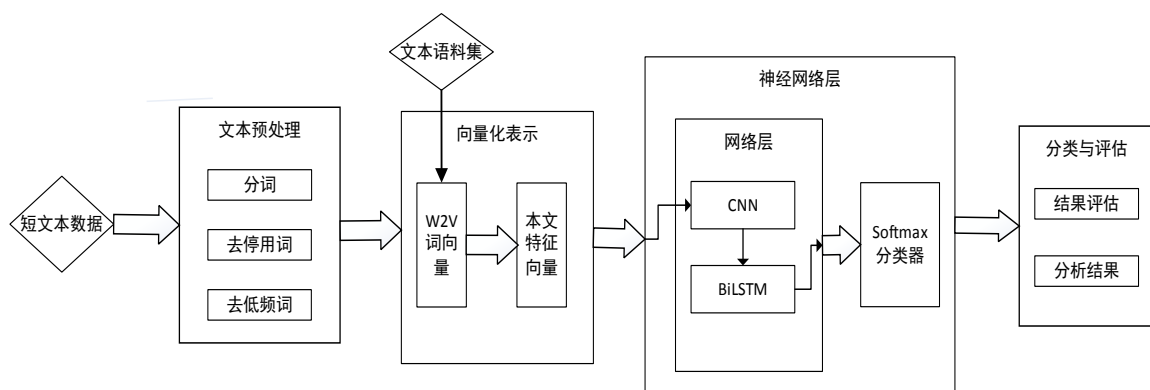 短文本数据
文本预处理
分词
去停用词
去低频词
文本语料集
向量化表示
W2V
词向
量
本文
特征
向量
神经网络层
网络层
CNN
BiLSTM
Softmax
分类器
分类与评估
结果评估
分析结果